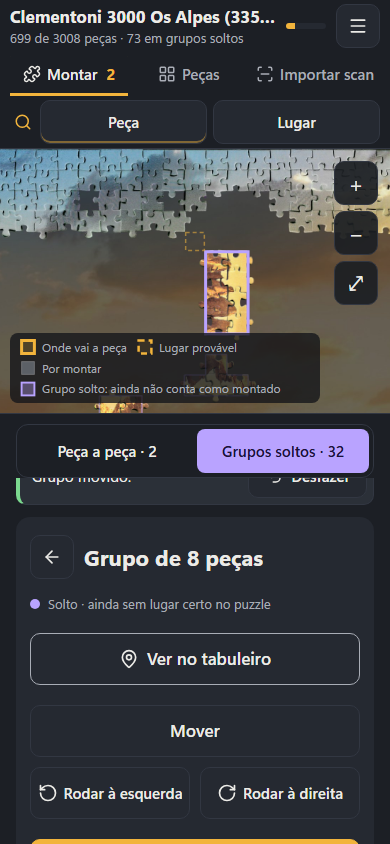 Clementoni 3000 Os Alpes (335...
699 de 3008 peças · 73 em grupos soltos
Montar 2
Peças
Importar scan
Peça
Lugar
Onde vai a peça
Lugar provável
Por montar
Grupo solto: ainda não conta como montado
Peça a peça · 2
Grupos soltos · 32
Grupo movido.
Desfazer
Grupo de 8 peças
Solto · ainda sem lugar certo no puzzle
Ver no tabuleiro
Mover
Rodar à esquerda
Rodar à direita